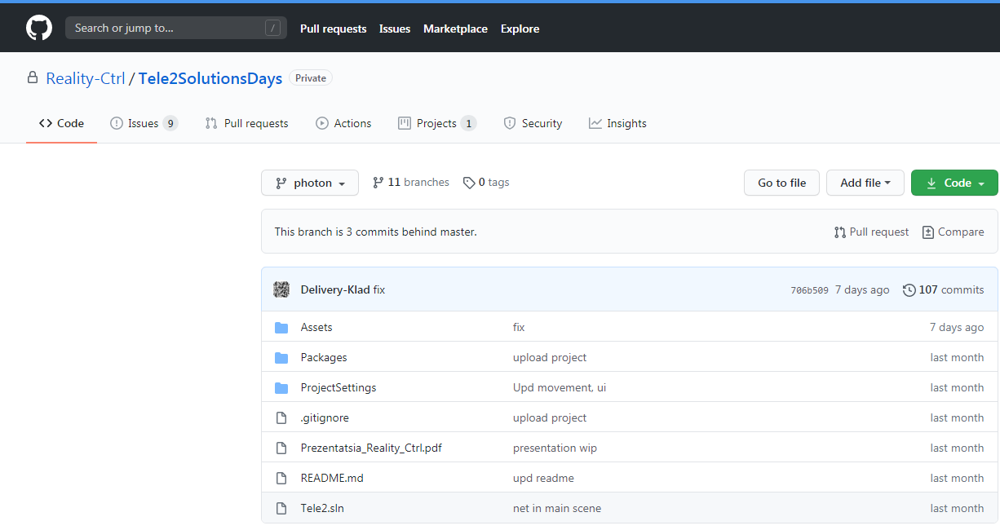 Search or jump to... / Pull requests Issues Marketplace Explore
Reality-Ctrl / Tele2SolutionsDays Private
Code Issues 9 Pull requests Actions Projects 1 Security Insights
photon 11 branches 0 tags Go to file Add file Code
This branch is 3 commits behind master. Pull request Compare
Delivery-Klad fix 706b509 7 days ago 107 commits
Assets fix 7 days ago
Packages upload project last month
ProjectSettings Upd movement, ui last month
.gitignore upload project last month
Prezentatsia_Reality_Ctrl.pdf presentation wip last month
README.md upd readme last month
Tele2.sln net in main scene last month